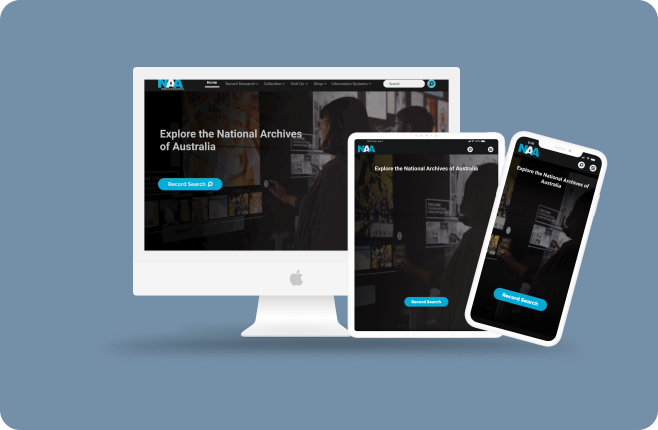 NAA
Home Record Research Collection Visit Us Shop Information Services Search
Explore the National Archives
of Australia
Record Search
NAA
Explore the National Archives of Australia
Record Search
NAA
Explore the National Archives of
Australia
Record Search